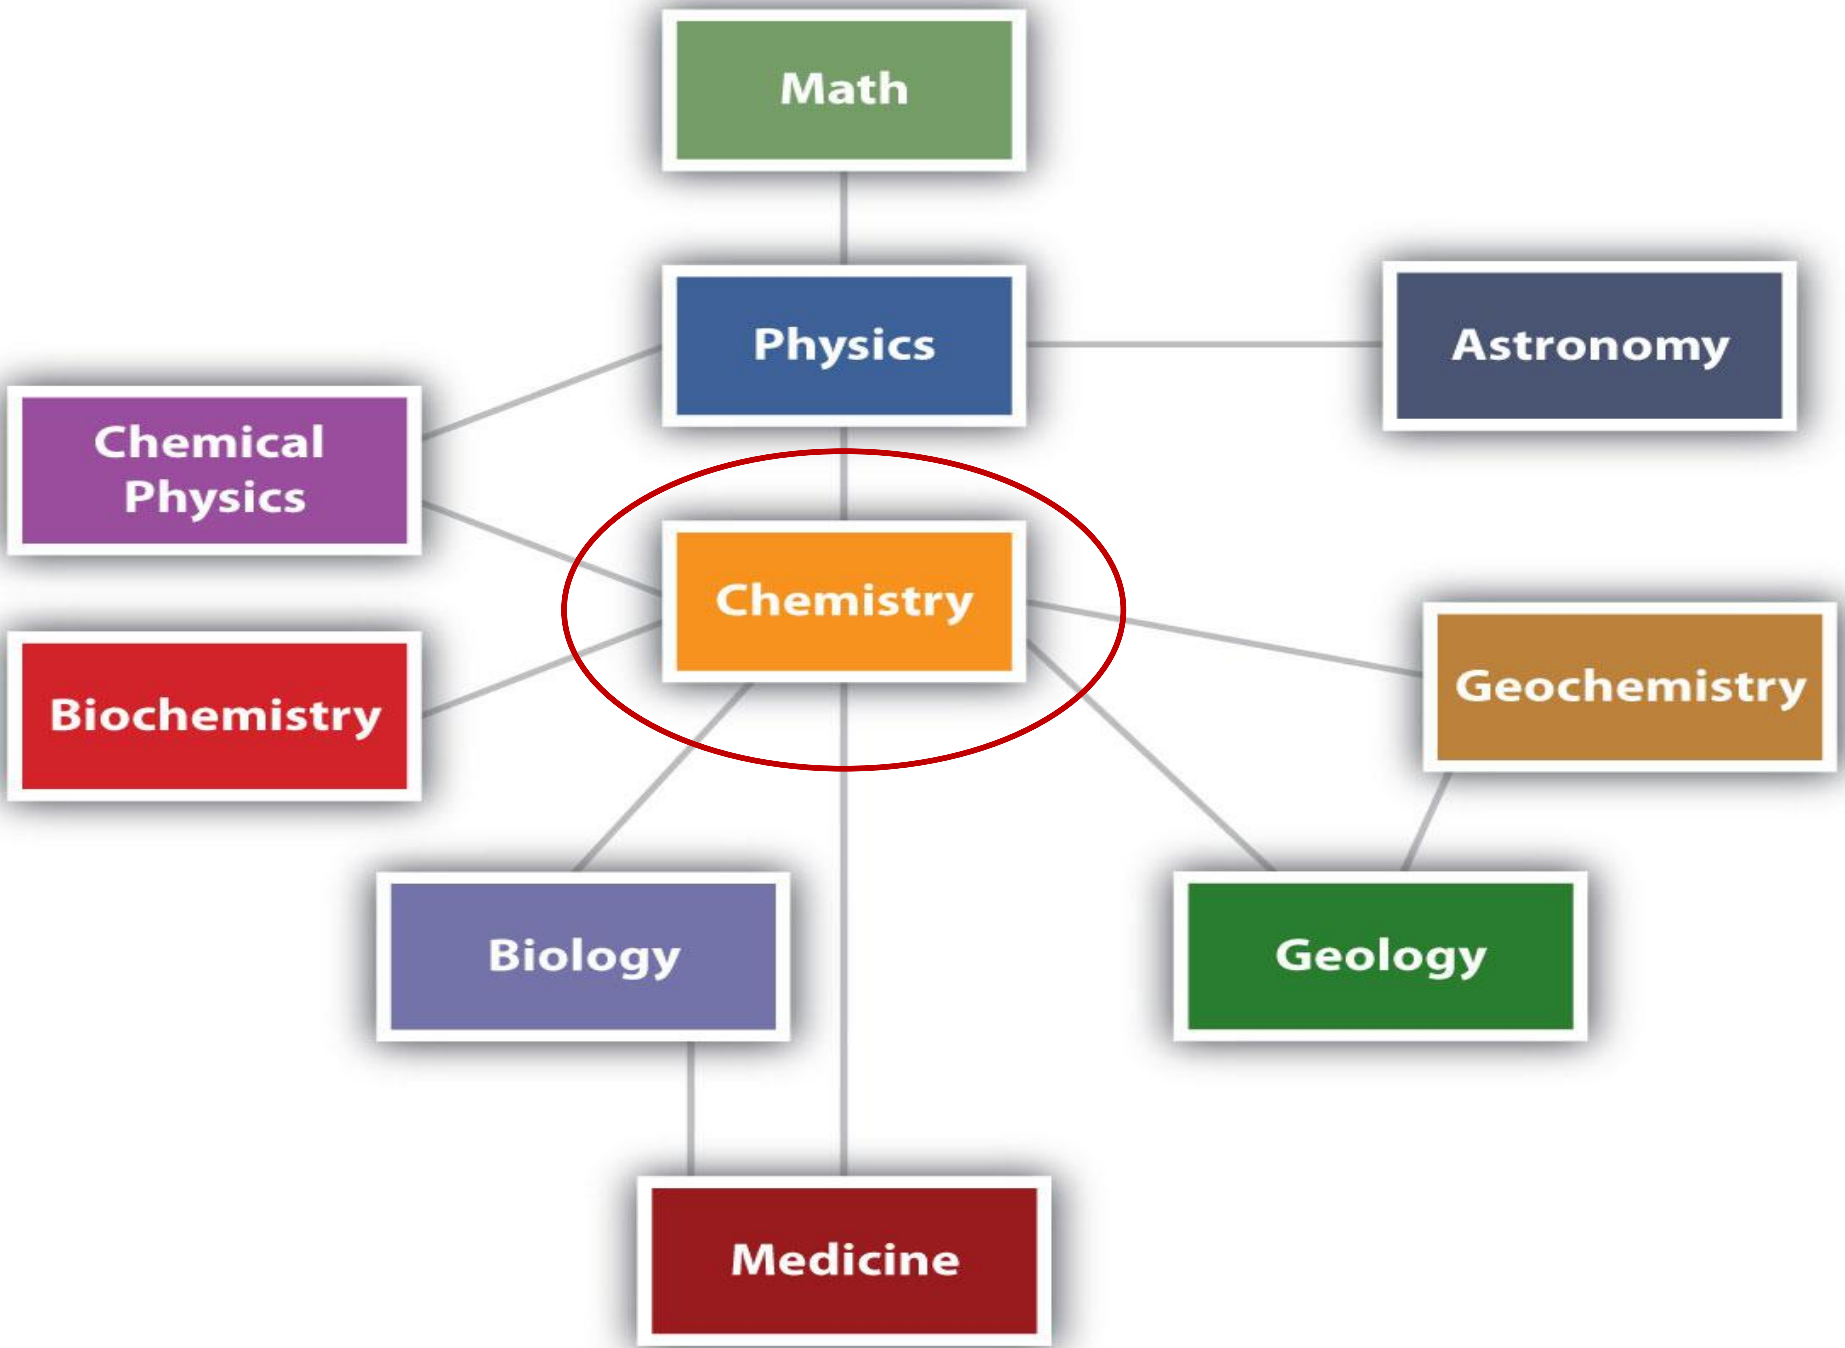 Math
Physics
Astronomy
Chemical
Physics
Chemistry
Geochemistry
Biochemistry
Biology
Geology
Medicine